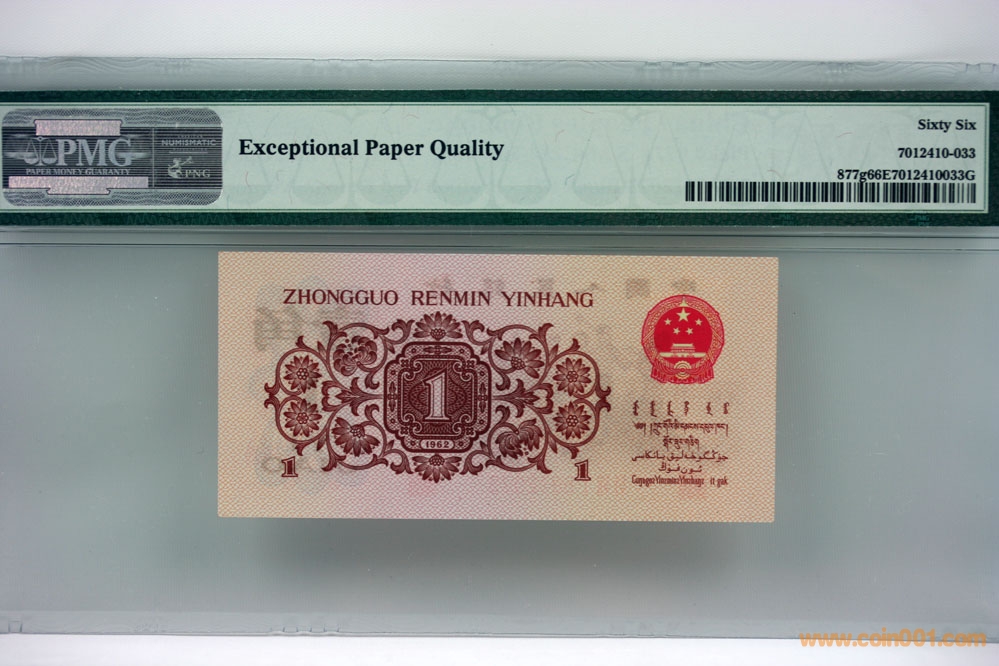 PMG
PAPER MONEY GUARANTY
NUMISMATIC
PNG
Exceptional Paper Quality
Sixty Six
7012410-033
877g66E7012410033G
ZHONGGUO RENMIN YINHANG
1
1962
1
1
www.coin001.com